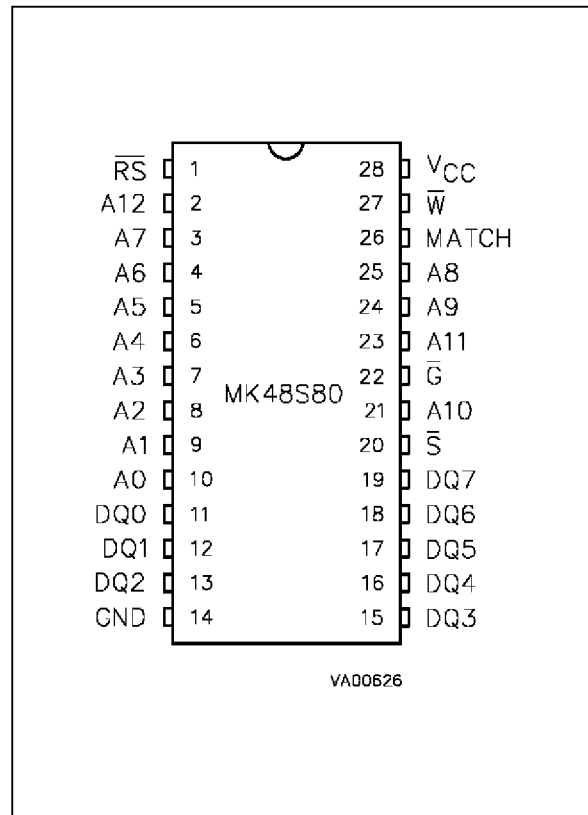 R̅S̅ 1 28 VCC
A12 2 27 W̅
A7 3 26 MATCH
A6 4 25 A8
A5 5 24 A9
A4 6 23 A11
A3 7 22 G̅
MK48S80
A2 8 21 A10
A1 9 20 S̅
A0 10 19 DQ7
DQ0 11 18 DQ6
DQ1 12 17 DQ5
DQ2 13 16 DQ4
GND 14 15 DQ3
VA00626